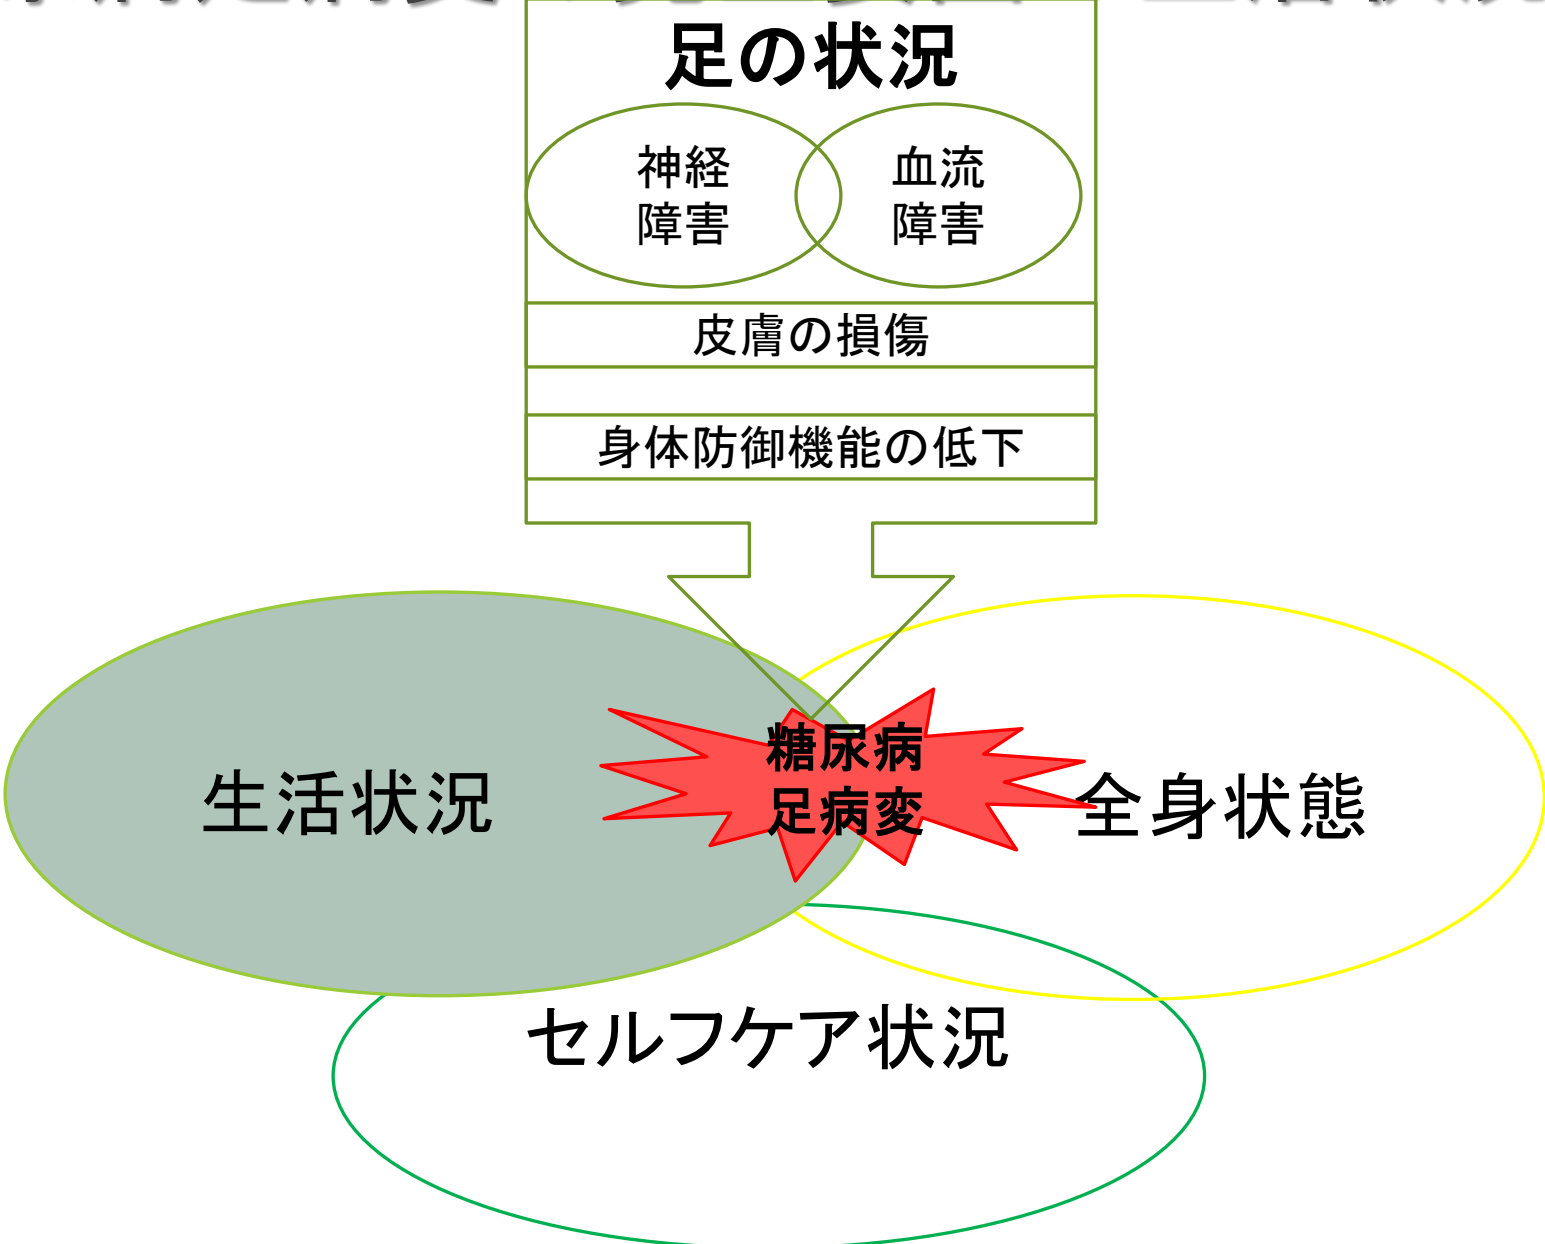 足の状況
神経
障害
血流
障害
皮膚の損傷
身体防御機能の低下
糖尿病
足病変
生活状況
全身状態
セルフケア状況